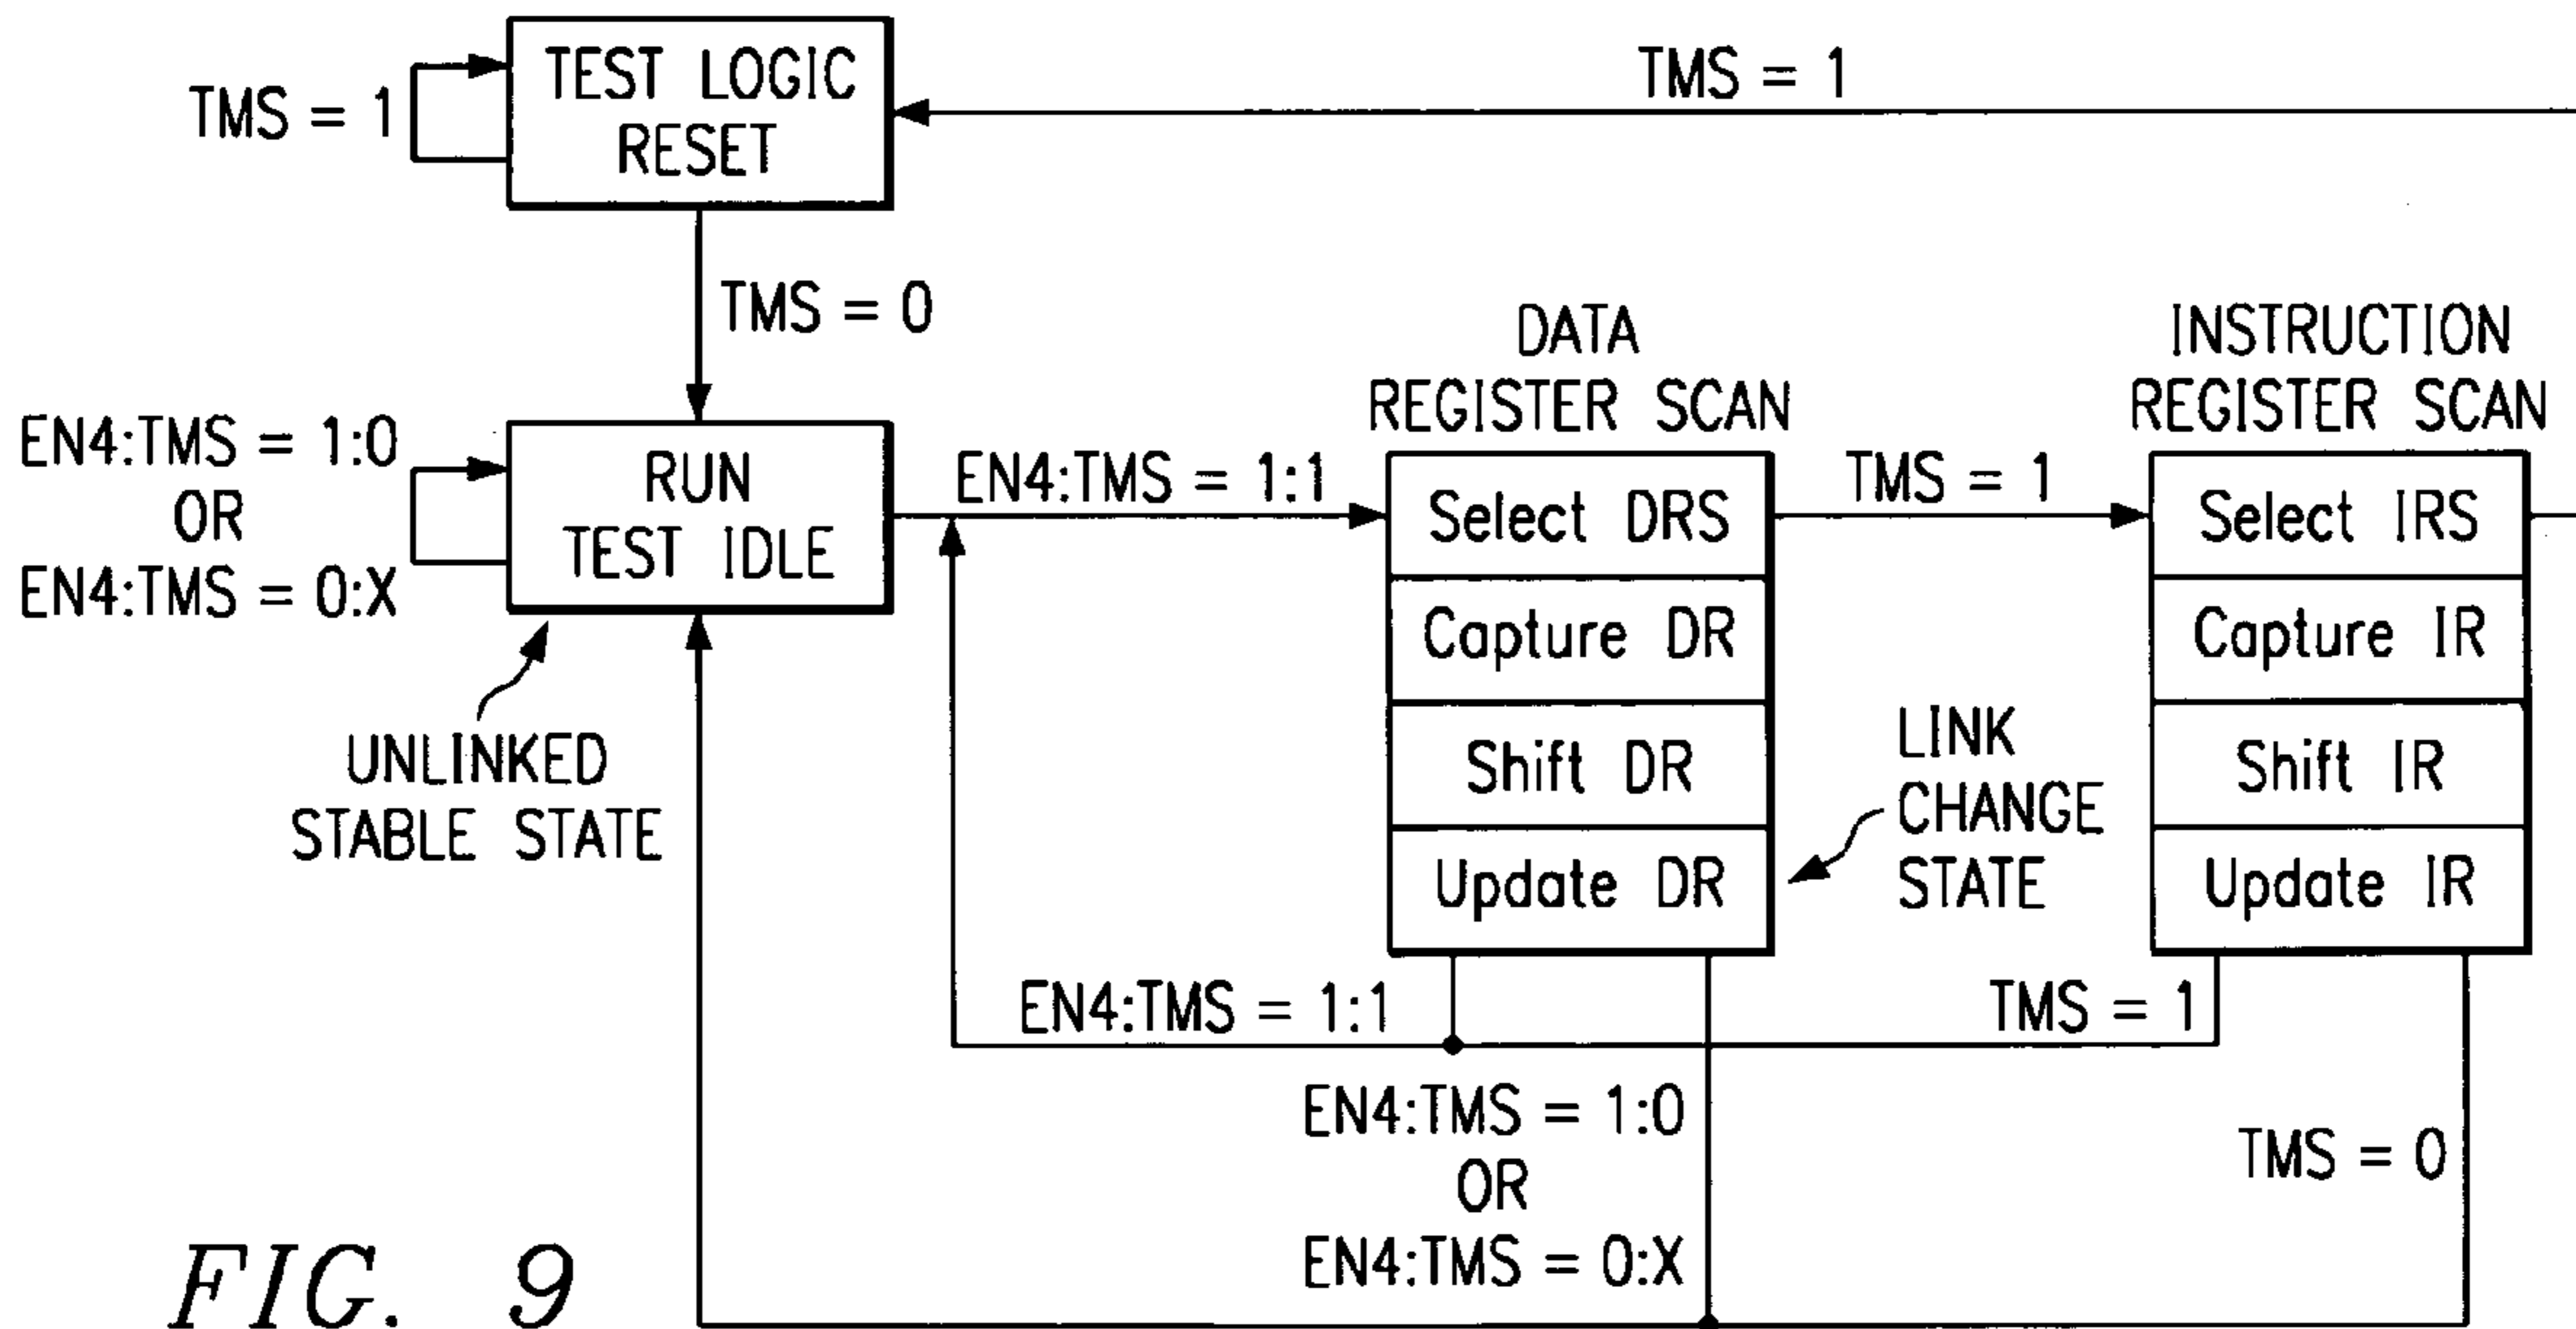 TEST LOGIC
RESET
TMS = 1
TMS = 1
TMS = 0
DATA
REGISTER SCAN
INSTRUCTION
REGISTER SCAN
EN4:TMS = 1:0
OR
EN4:TMS = 0:X
RUN
TEST IDLE
EN4:TMS = 1:1
Select DRS
Capture DR
Shift DR
Update DR
TMS = 1
Select IRS
Capture IR
Shift IR
Update IR
UNLINKED
STABLE STATE
LINK
CHANGE
STATE
EN4:TMS = 1:1
TMS = 1
EN4:TMS = 1:0
OR
EN4:TMS = 0:X
TMS = 0
FIG. 9